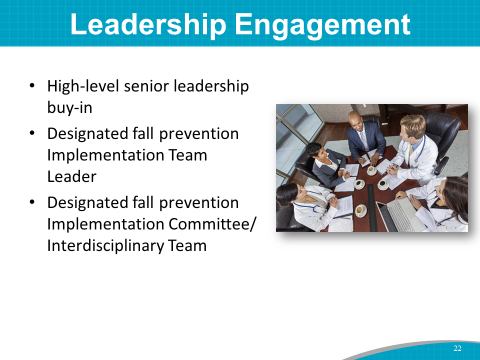 Leadership Engagement
• High-level senior leadership
buy-in
• Designated fall prevention
Implementation Team
Leader
• Designated fall prevention
Implementation Committee/
Interdisciplinary Team
22